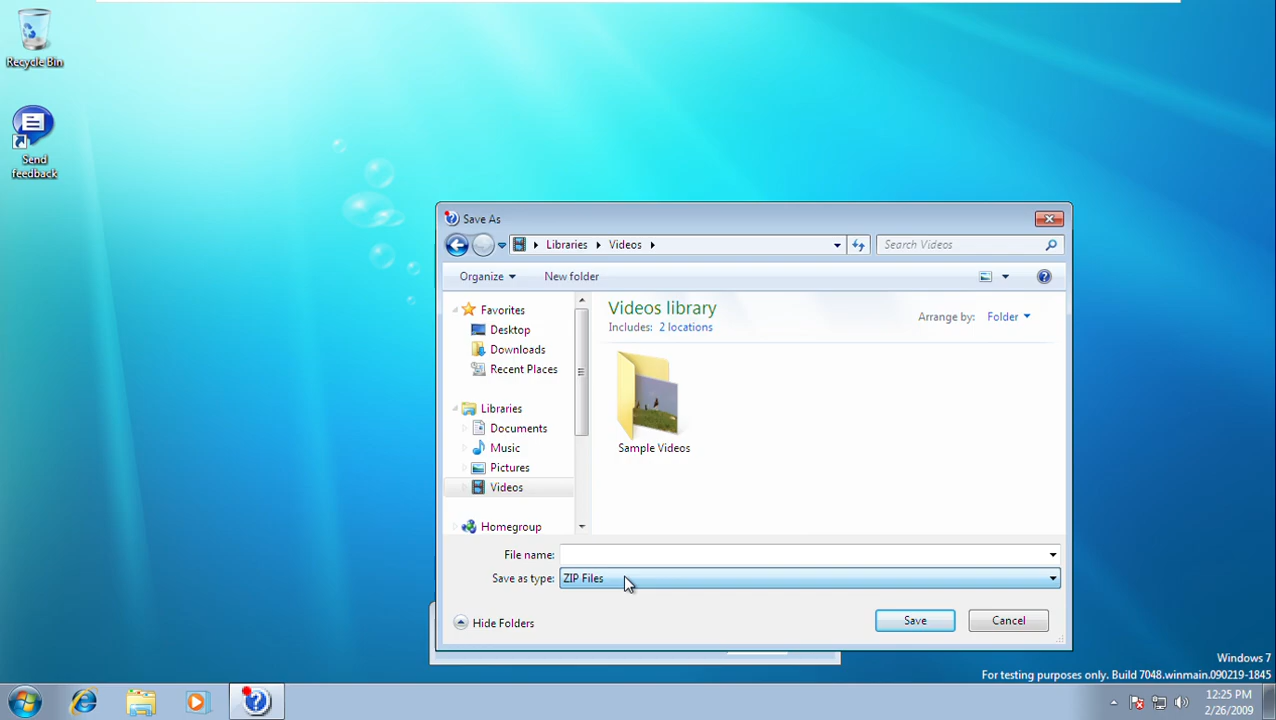 Recycle Bin
Send
feedback
Save As
Libraries
Videos
Search Videos
Organize
New folder
Favorites
Desktop
Downloads
Recent Places
Libraries
Documents
Music
Pictures
Videos
Homegroup
Videos library
Includes: 2 locations
Arrange by: Folder
Sample Videos
File name:
Save as type: ZIP Files
Hide Folders
Save
Cancel
Windows 7
For testing purposes only. Build 7048.winmain.090219-1845
12:25 PM
2/26/2009